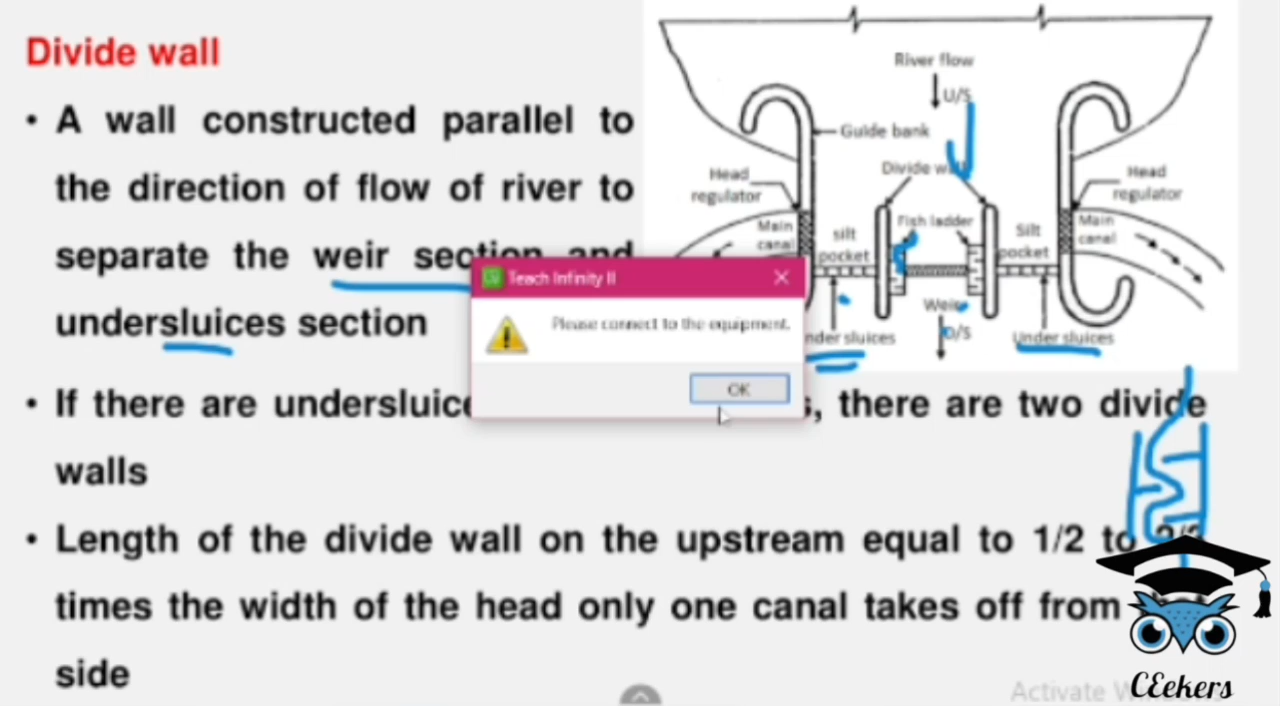 Divide wall
• A wall constructed parallel to
the direction of flow of river to
separate the weir section and
undersluices section
• If there are undersluice , there are two divide
walls
• Length of the divide wall on the upstream equal to 1/2 to
times the width of the head only one canal takes off from
side
River flow
U/S
Guide bank
Divide wall
Head
regulator
Head
regulator
Main
canal
silt
pocket
Fish ladder
Silt
pocket
Main
canal
Weir
D/S
nder sluices
Under sluices
Teach Infinity II
Please connect to the equipment.
OK
Activate W
CEekers